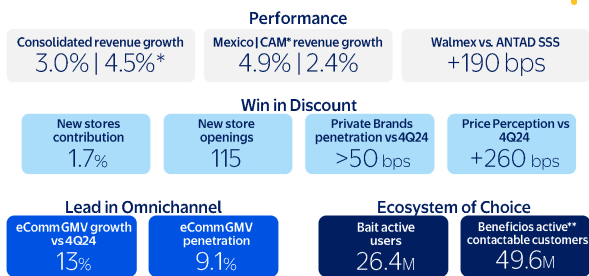 Performance
Consolidated revenue growth
3.0% | 4.5%*
Mexico|CAM* revenue growth
4.9% | 2.4%
Walmex vs. ANTAD SSS
+190 bps
Win in Discount
New stores
contribution
1.7%
New store
openings
115
Private Brands
penetration vs 4Q24
>50 bps
Price Perception vs
4Q24
+260 bps
Lead in Omnichannel
eComm GMV growth
vs 4Q24
13%
eComm GMV
penetration
9.1%
Ecosystem of Choice
Bait active
users
26.4M
Beneficios active**
contactable customers
49.6M